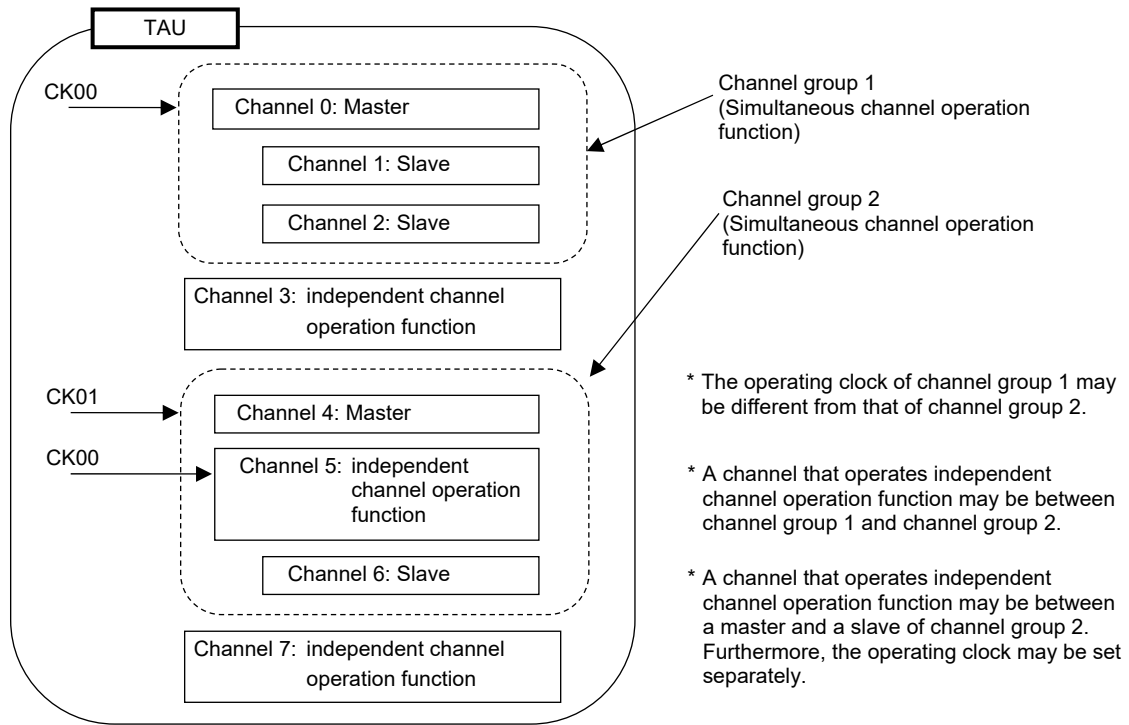 TAU
CK00
Channel 0: Master
Channel 1: Slave
Channel 2: Slave
Channel group 1
(Simultaneous channel operation
function)
Channel group 2
(Simultaneous channel operation
function)
Channel 3: independent channel
operation function
CK01
Channel 4: Master
CK00
Channel 5: independent
channel operation
function
Channel 6: Slave
Channel 7: independent channel
operation function
* The operating clock of channel group 1 may
be different from that of channel group 2.
* A channel that operates independent
channel operation function may be between
channel group 1 and channel group 2.
* A channel that operates independent
channel operation function may be between
a master and a slave of channel group 2.
Furthermore, the operating clock may be set
separately.